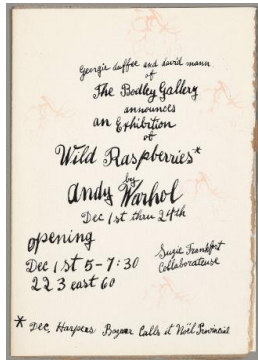 Georgie duffee and david mann
of
The Bodley Gallery
announces
an Exhibition
of
Wild Raspberries*
by
Andy Warhol
Dec 1st thru 24th
opening
Dec 1st 5-7:30
223 east 60
Suzie Frankfort
Collaborateuse
* Dec, Harpers Bazaar Calls it Noël Provincial